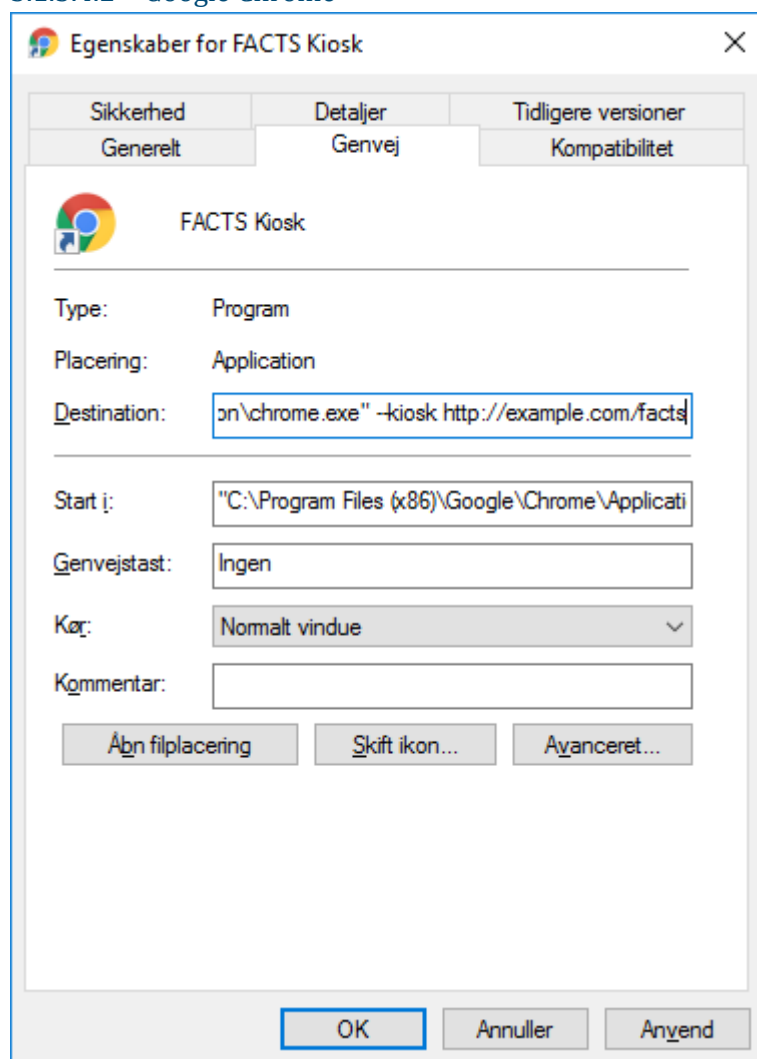 Google Chrome
Egenskaber for FACTS Kiosk
Sikkerhed Detaljer Tidligere versioner
Generelt Genvej Kompatibilitet
FACTS Kiosk
Type: Program
Placering: Application
Destination: on\chrome.exe" --kiosk http://example.com/facts
Start i: "C:\Program Files (x86)\Google\Chrome\Applicati
Genvejstast: Ingen
Kør: Normalt vindue
Kommentar:
Åbn filplacering Skift ikon... Avanceret...
OK Annuller Anvend